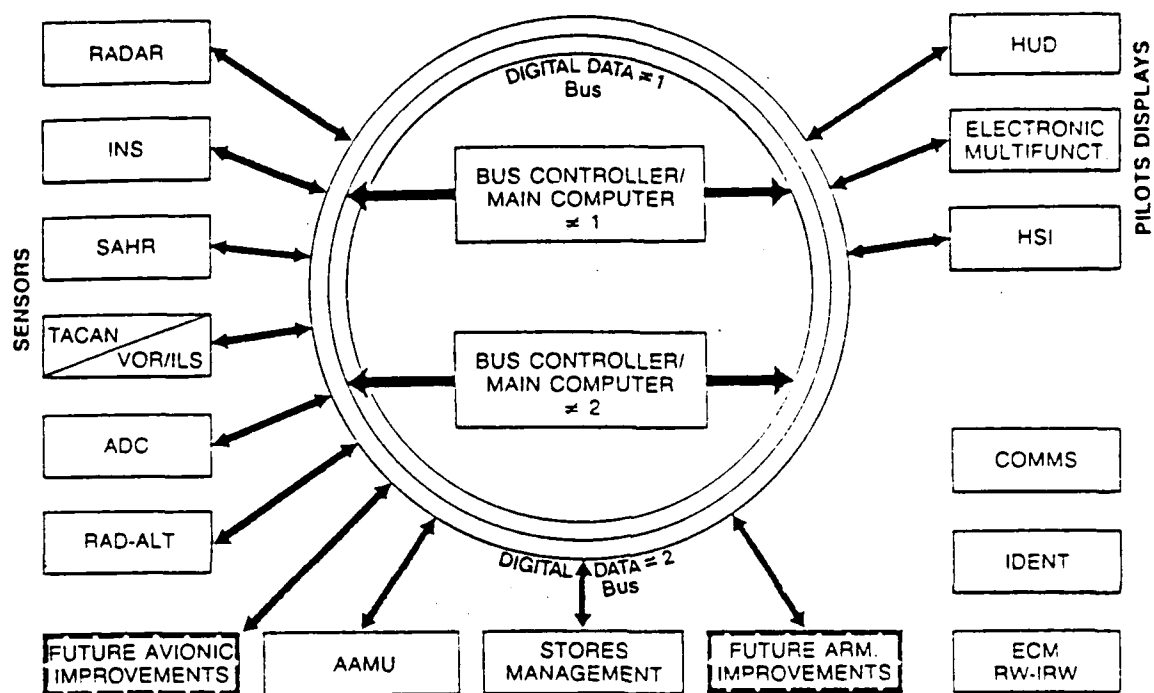 RADAR
INS
SAHR
TACAN
VOR/ILS
ADC
RAD-ALT
SENSORS
DIGITAL DATA ≠ 1
Bus
BUS CONTROLLER/
MAIN COMPUTER
≠ 1
BUS CONTROLLER/
MAIN COMPUTER
≠ 2
DIGITAL DATA ≠ 2
Bus
HUD
ELECTRONIC
MULTIFUNCT.
HSI
PILOTS DISPLAYS
COMMS
IDENT
ECM
RW-IRW
FUTURE AVIONIC
IMPROVEMENTS
AAMU
STORES
MANAGEMENT
FUTURE ARM.
IMPROVEMENTS